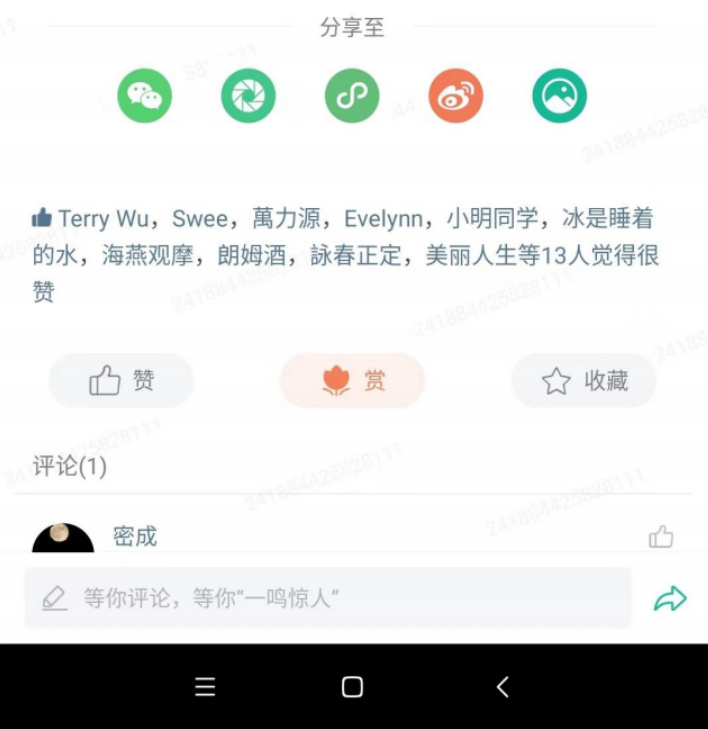 分享至
Terry Wu，Swee，萬力源，Evelynn，小明同学，冰是睡着
的水，海燕观摩，朗姆酒，詠春正定，美丽人生等13人觉得很
赞
赞 赏 收藏
评论(1)
241884425828111
密成
等你评论，等你“一鸣惊人”